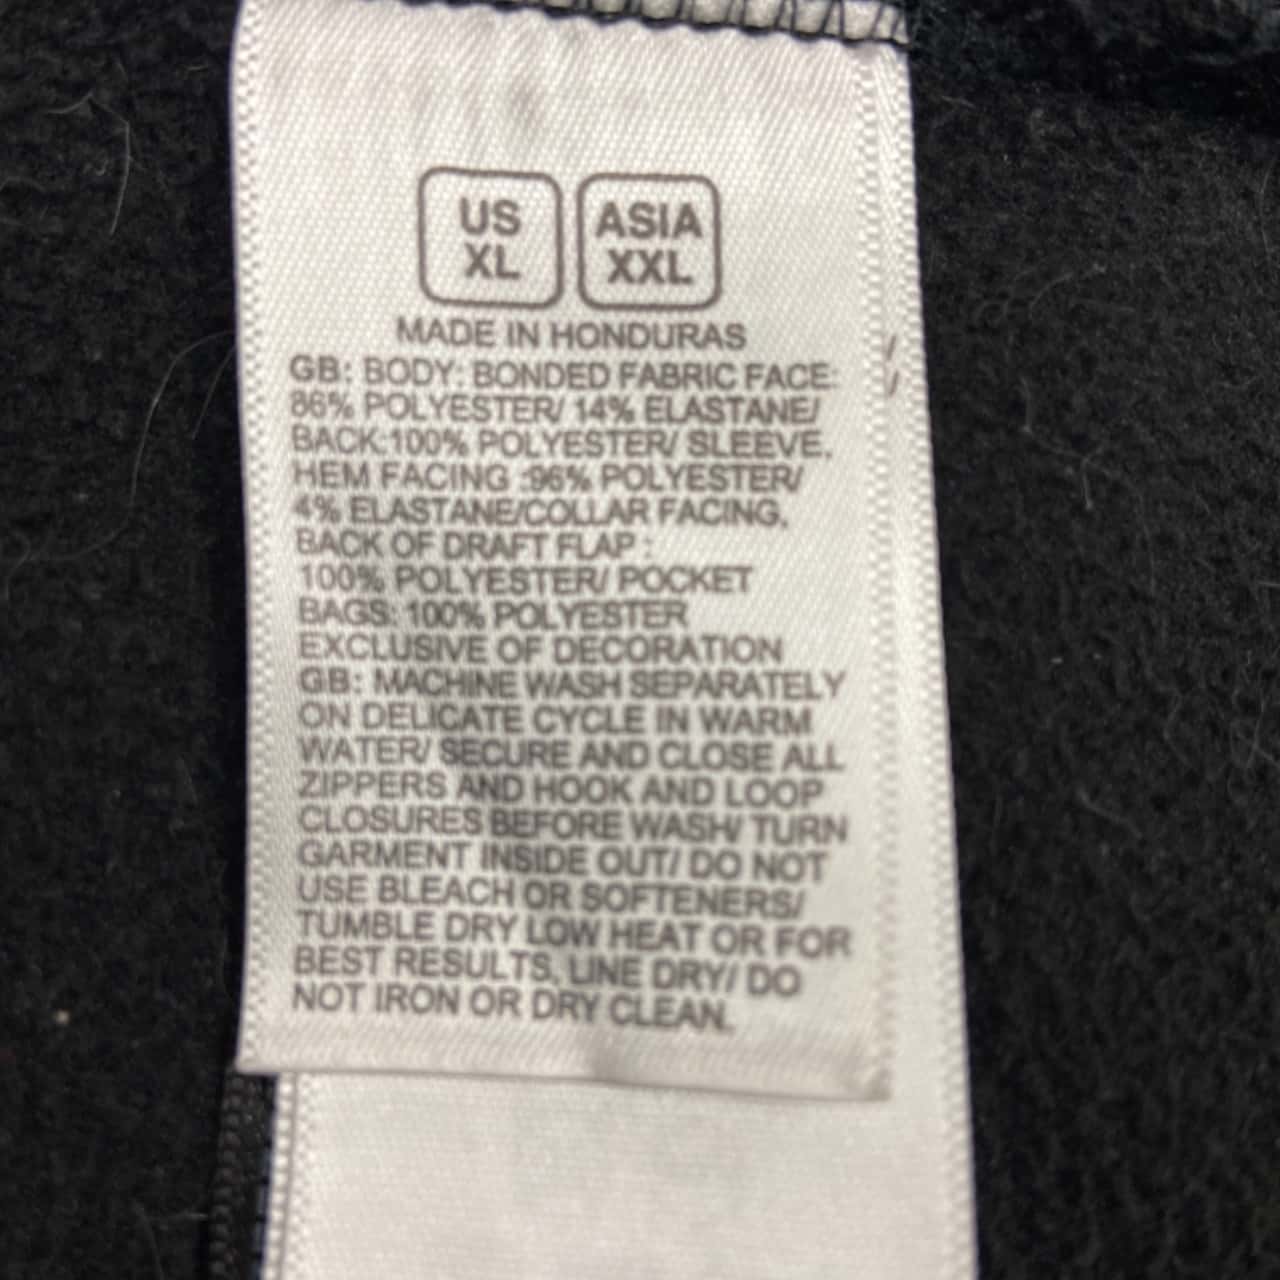 US
XL
ASIA
XXL
MADE IN HONDURAS
GB: BODY: BONDED FABRIC FACE:
86% POLYESTER/ 14% ELASTANE/
BACK:100% POLYESTER/ SLEEVE,
HEM FACING :96% POLYESTER/
4% ELASTANE/COLLAR FACING,
BACK OF DRAFT FLAP :
100% POLYESTER/ POCKET
BAGS: 100% POLYESTER
EXCLUSIVE OF DECORATION
GB: MACHINE WASH SEPARATELY
ON DELICATE CYCLE IN WARM
WATER/ SECURE AND CLOSE ALL
ZIPPERS AND HOOK AND LOOP
CLOSURES BEFORE WASH/ TURN
GARMENT INSIDE OUT/ DO NOT
USE BLEACH OR SOFTENERS/
TUMBLE DRY LOW HEAT OR FOR
BEST RESULTS, LINE DRY/ DO
NOT IRON OR DRY CLEAN.